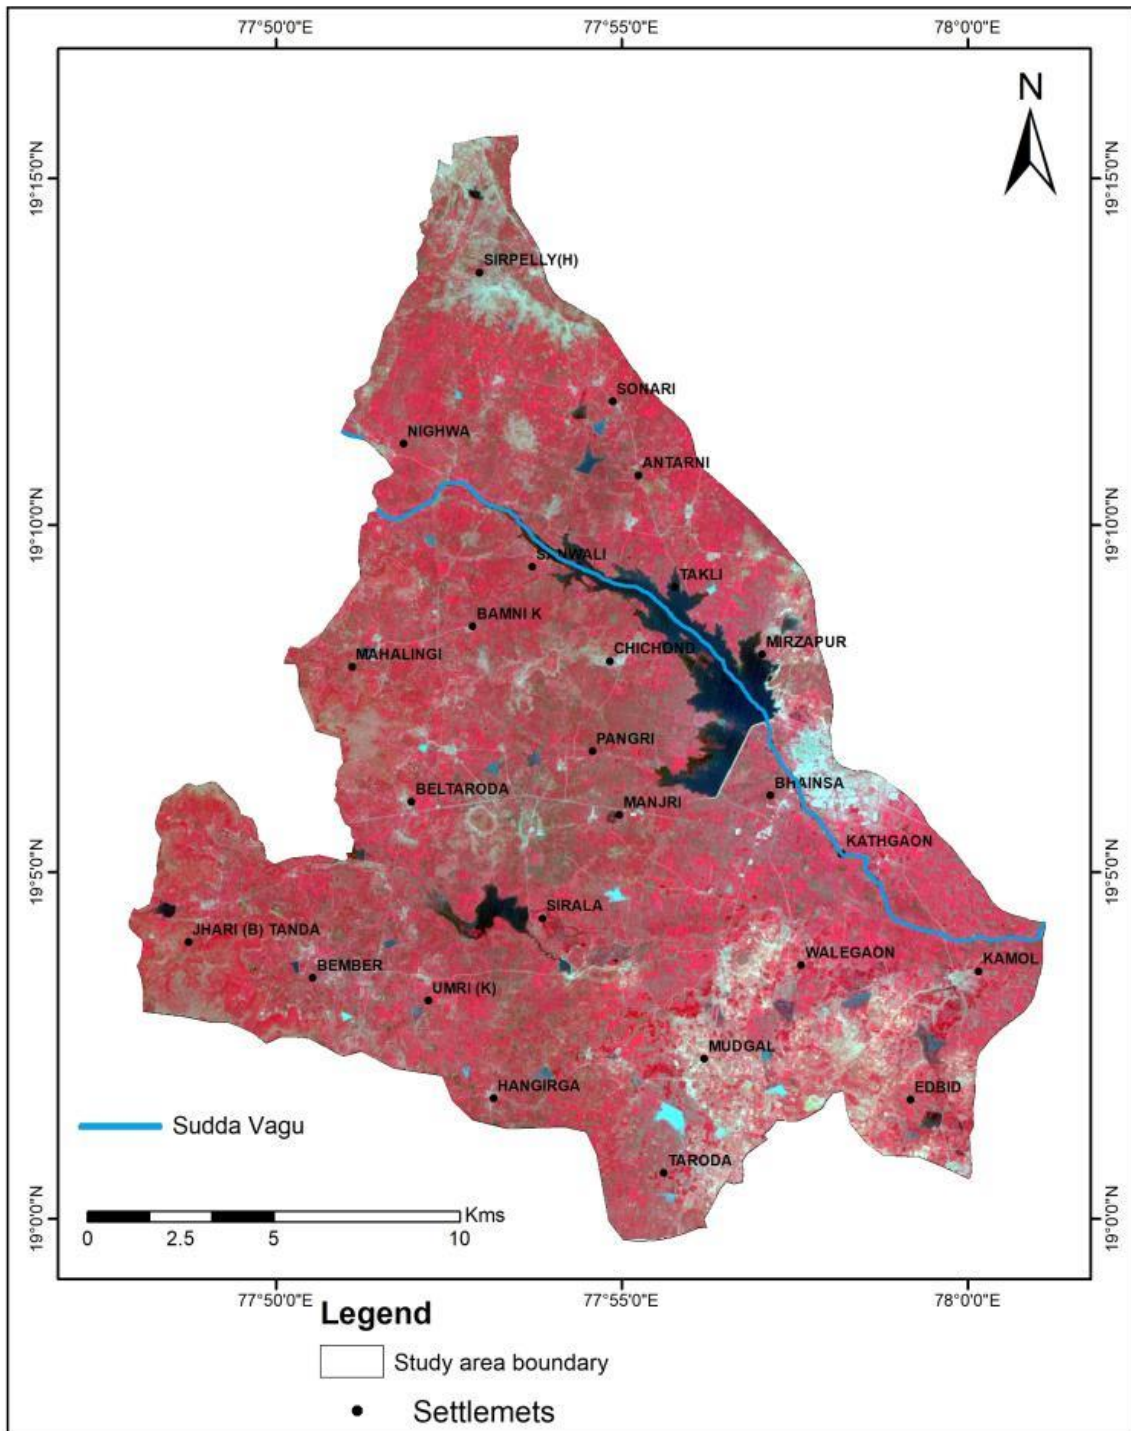 77°50'0"E 77°55'0"E 78°0'0"E
N
19°15'0"N 19°15'0"N
SIRPELLY(H)
SONARI
NIGHWA
ANTARNI
19°10'0"N 19°10'0"N
SANWALI
TAKLI
BAMNI K
MIRZAPUR
CHICHOND
MAHALINGI
PANGRI
BHAINSA
BELTARODA
MANJRI
KATHGAON
19°5'0"N 19°5'0"N
SIRALA
JHARI (B) TANDA
WALEGAON
KAMOL
BEMBER
UMRI (K)
MUDGAL
HANGIRGA
EDBID
Sudda Vagu
TARODA
19°0'0"N 19°0'0"N
Kms
0 2.5 5 10
77°50'0"E 77°55'0"E 78°0'0"E
Legend
Study area boundary
Settlemets